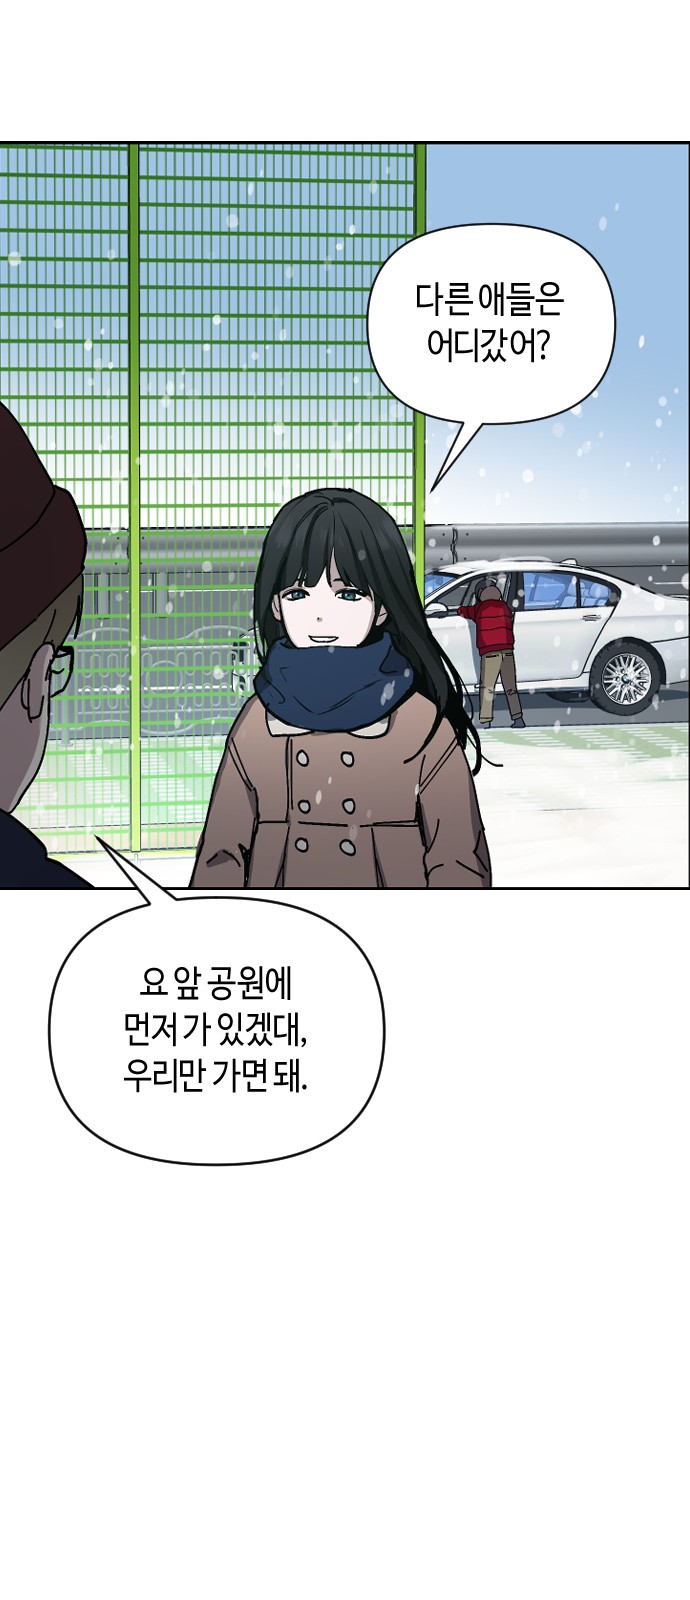 다른 애들은
어디갔어?
요 앞 공원에
먼저 가 있겠대,
우리만 가면 돼.